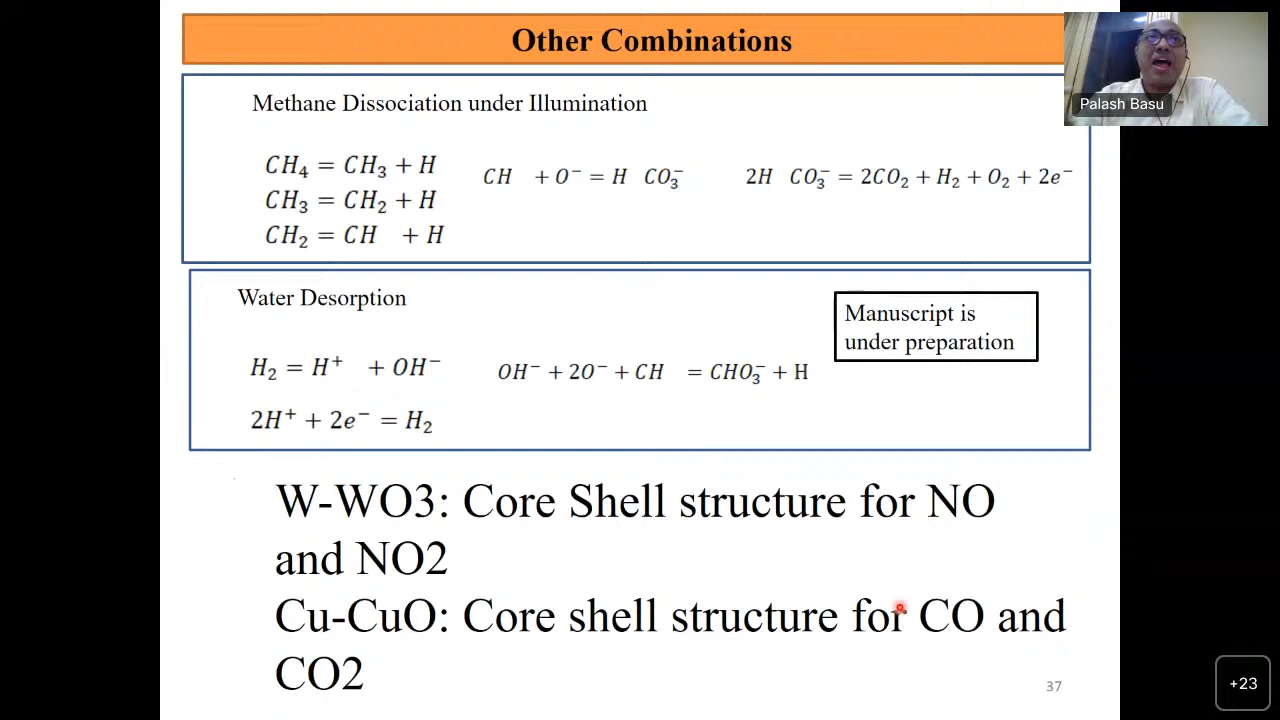 Other Combinations
Palash Basu
Methane Dissociation under Illumination
CH₄ = CH₃ + H
CH₃ = CH₂ + H
CH₂ = CH + H
CH + O⁻ = H CO₃⁻
2H CO₃⁻ = 2CO₂ + H₂ + O₂ + 2e⁻
Water Desorption
Manuscript is
under preparation
H₂ = H⁺ + OH⁻
2H⁺ + 2e⁻ = H₂
OH⁻ + 2O⁻ + CH = CHO₃⁻ + H
W-WO3: Core Shell structure for NO
and NO2
Cu-CuO: Core shell structure for CO and
CO2
37
+23